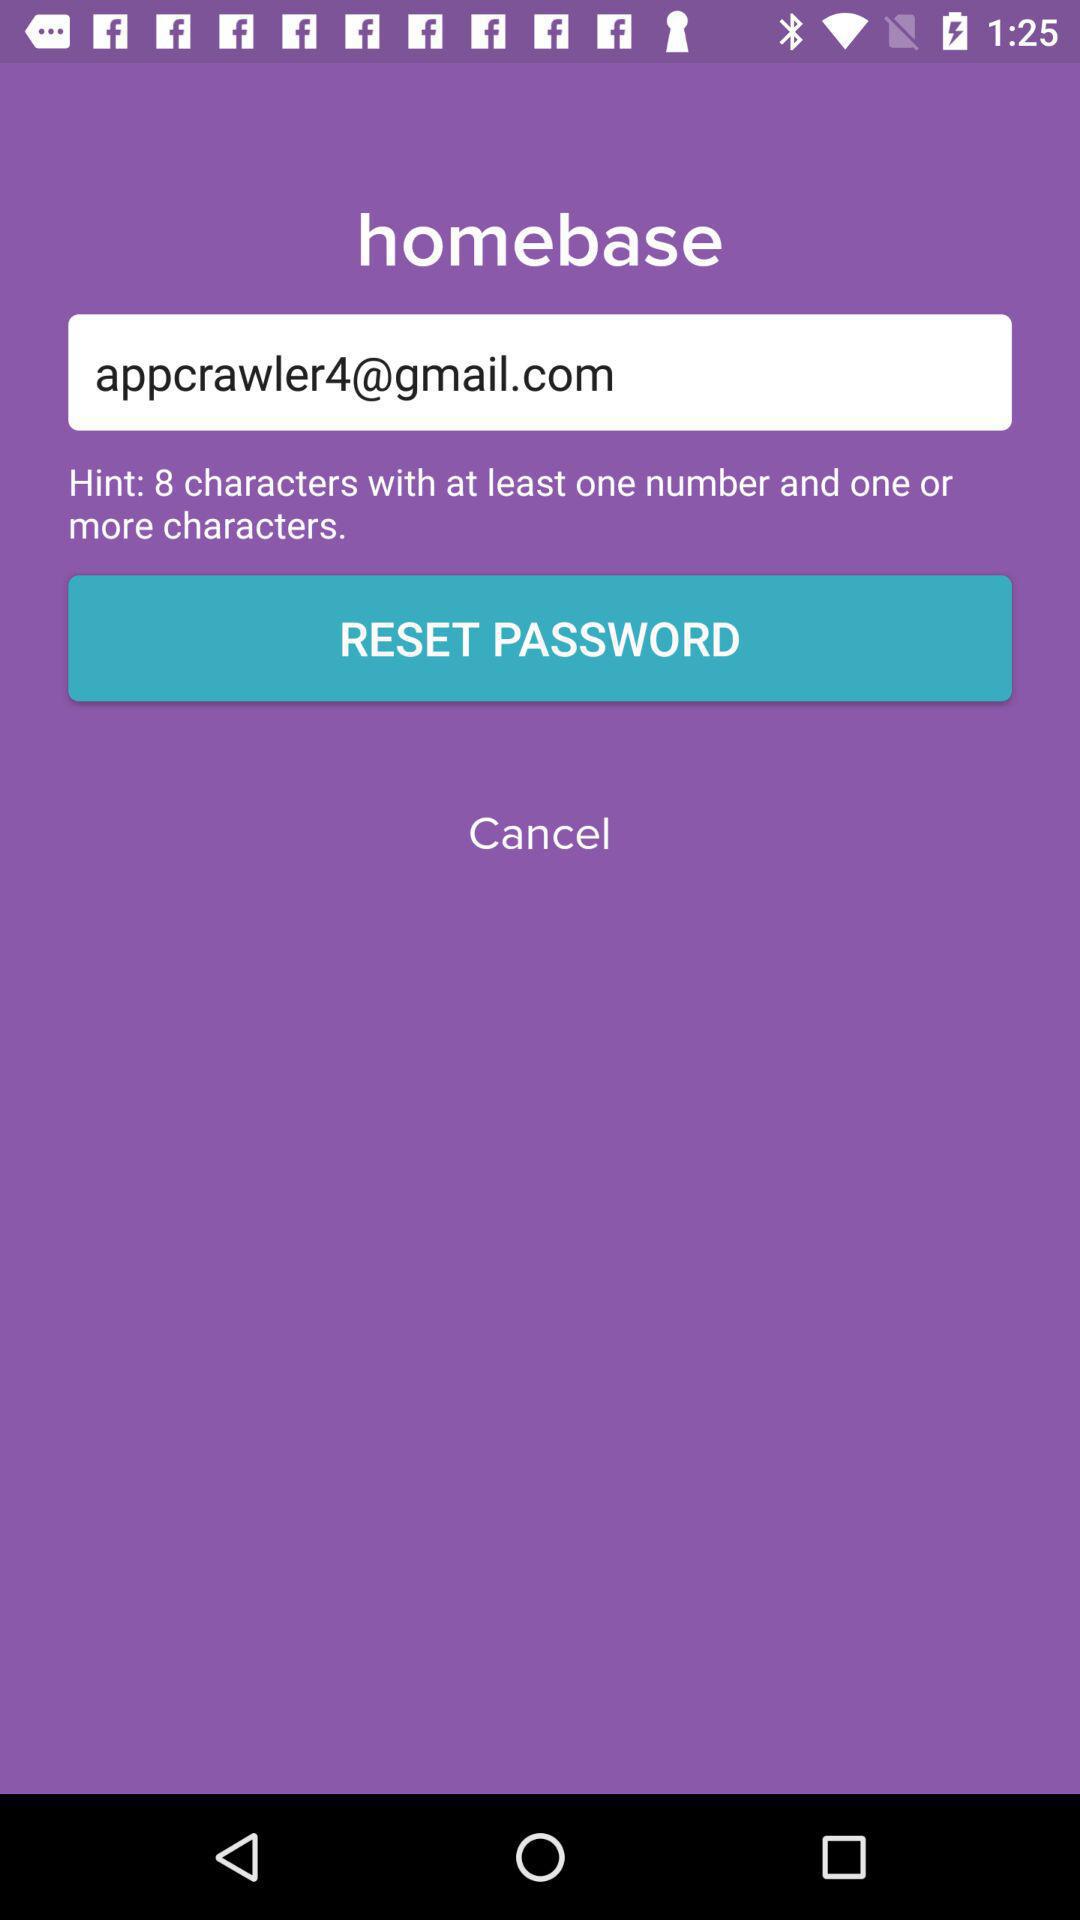 1:25
homebase
appcrawler4@gmail.com
Hint: 8 characters with at least one number and one or
more characters.
RESET PASSWORD
Cancel